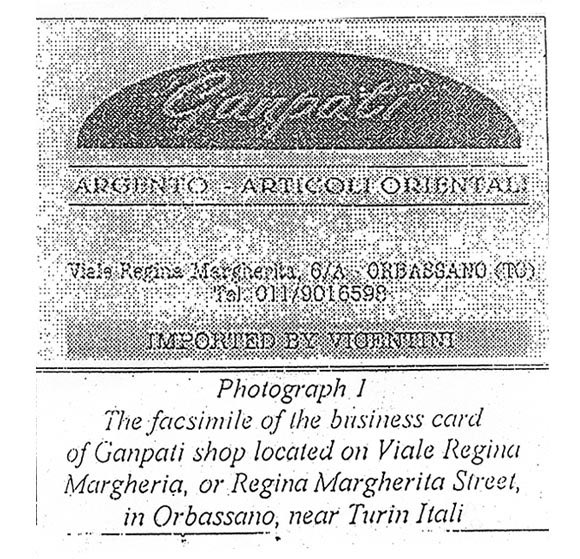 Ganpati
ARGENTO - ARTICOLI ORIENTALI
Viale Regina Margherita, 6/A - ORBASSANO (TO)
Tel. 011/9016598
IMPORTED BY VICENTINI
Photograph 1
The facsimile of the business card
of Ganpati shop located on Viale Regina
Margheria, or Regina Margherita Street,
in Orbassano, near Turin Itali